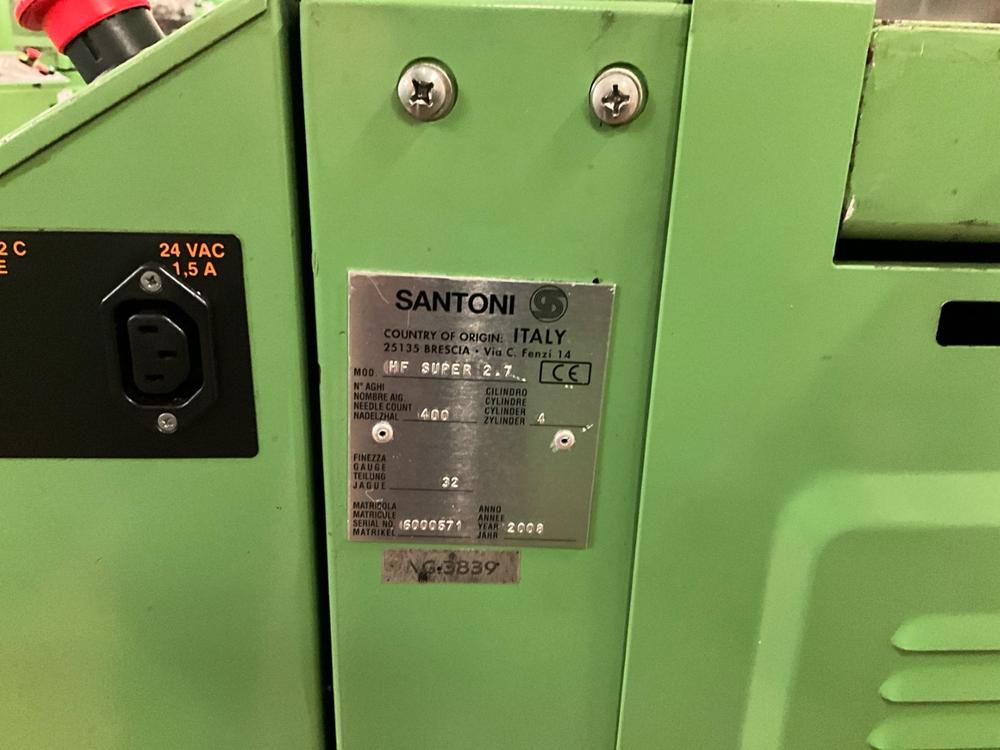 2 C
E
24 VAC
1,5 A
SANTONI
COUNTRY OF ORIGIN: ITALY
25135 BRESCIA • Via C. Fenzi 14
MOD. HF SUPER 2.7 CE
N° AGHI
NOMBRE AIG.
NEEDLE COUNT
NADELZHAL 400
CILINDRO
CYLINDRE
CYLINDER
ZYLINDER 4
FINEZZA
GAUGE
TEILUNG
JAGUE 32
MATRICOLA
MATRICULE
SERIAL NO. 6000571
MATRIKEL
ANNO
ANNEE
YEAR 2008
JAHR
NG.3839